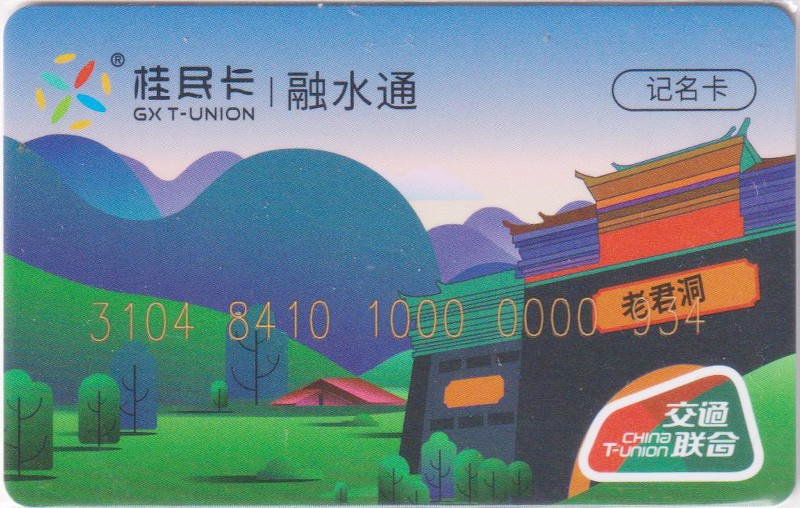 桂民卡® | 融水通
GX T-UNION
记名卡
老君洞
3104 8410 1000 0000 934
交通
CHINA
T-UNION 联合